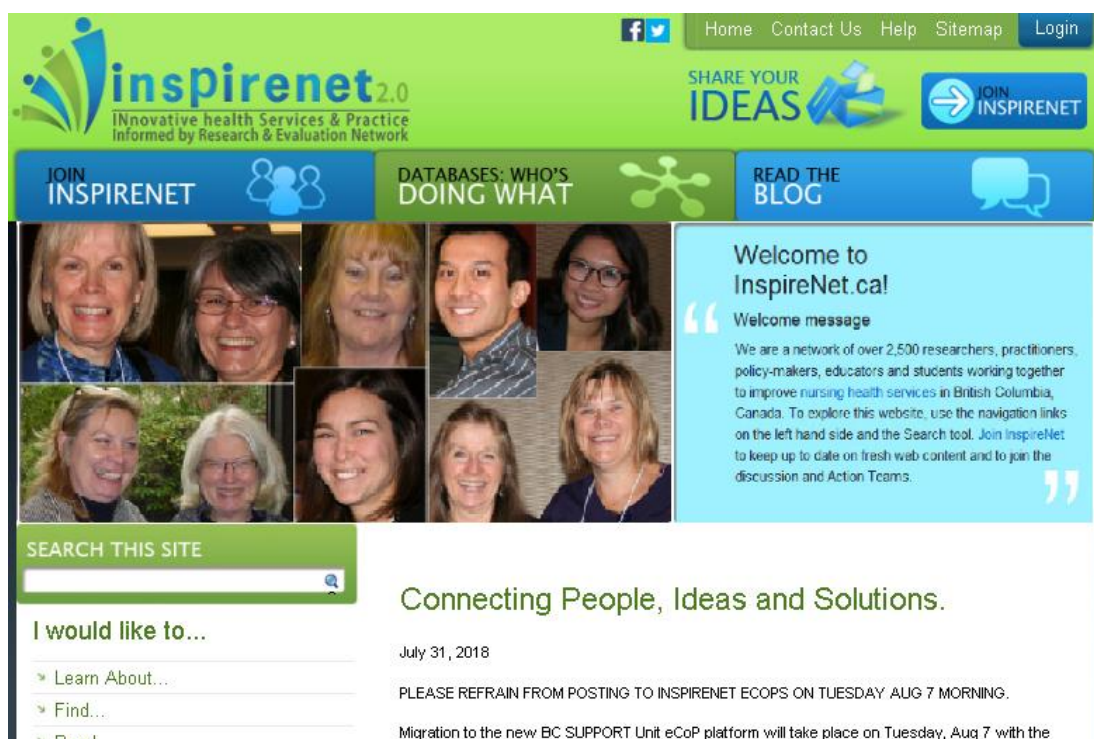 Home Contact Us Help Sitemap Login
inspirenet 2.0
INnovative health Services & Practice
Informed by Research & Evaluation Network
SHARE YOUR
IDEAS
JOIN
INSPIRENET
JOIN
INSPIRENET
DATABASES: WHO'S
DOING WHAT
READ THE
BLOG
Welcome to
InspireNet.ca!
Welcome message
We are a network of over 2,500 researchers, practitioners,
policy-makers, educators and students working together
to improve nursing health services in British Columbia,
Canada. To explore this website, use the navigation links
on the left hand side and the Search tool. Join InspireNet
to keep up to date on fresh web content and to join the
discussion and Action Teams.
SEARCH THIS SITE
I would like to...
Learn About...
Find...
Connecting People, Ideas and Solutions.
July 31, 2018
PLEASE REFRAIN FROM POSTING TO INSPIRENET ECOPS ON TUESDAY AUG 7 MORNING.
Migration to the new BC SUPPORT Unit eCoP platform will take place on Tuesday, Aug 7 with the